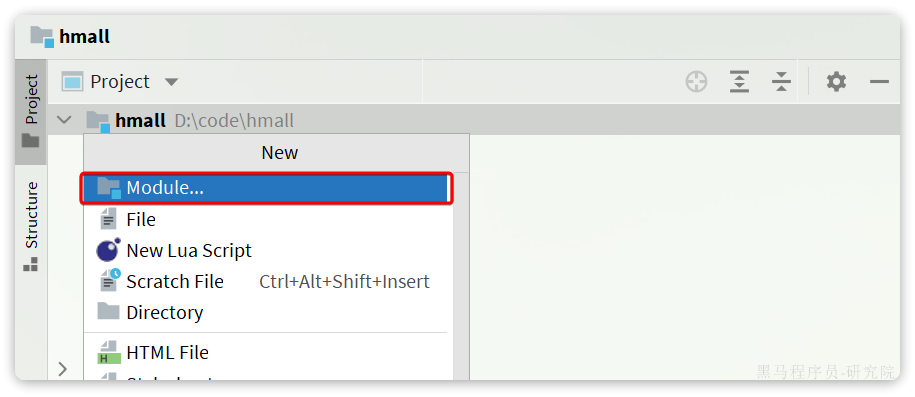 hmall
Project
Project
hmall D:\code\hmall
New
Module...
File
Structure
New Lua Script
Scratch File Ctrl+Alt+Shift+Insert
Directory
HTML File
黑马程序员-研究院